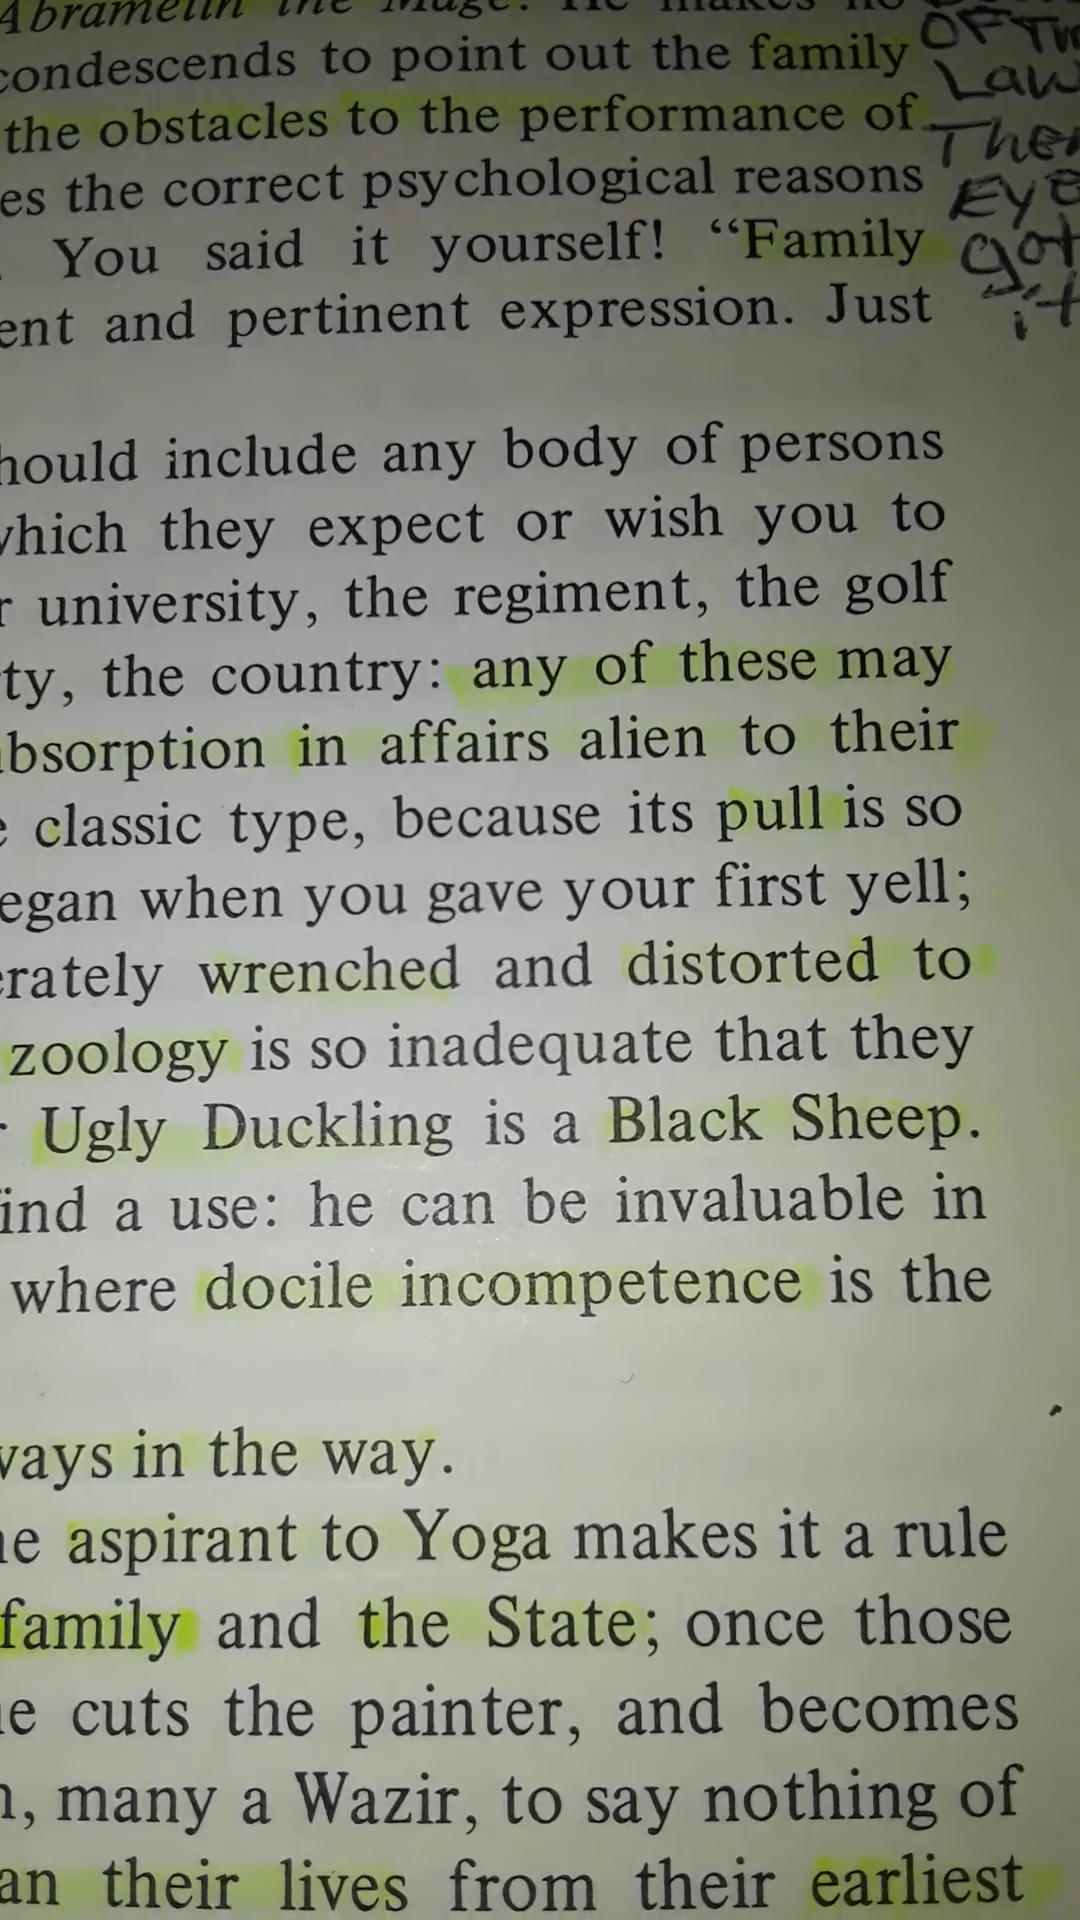 Abramelin the Mage. He makes no
condescends to point out the family
the obstacles to the performance of
es the correct psychological reasons
You said it yourself! “Family
ent and pertinent expression. Just
hould include any body of persons
which they expect or wish you to
r university, the regiment, the golf
ty, the country: any of these may
absorption in affairs alien to their
e classic type, because its pull is so
egan when you gave your first yell;
erately wrenched and distorted to
zoology is so inadequate that they
r Ugly Duckling is a Black Sheep.
ind a use: he can be invaluable in
where docile incompetence is the
ways in the way.
he aspirant to Yoga makes it a rule
family and the State; once those
he cuts the painter, and becomes
n, many a Wazir, to say nothing of
an their lives from their earliest
OF
Law
EYE
got
it